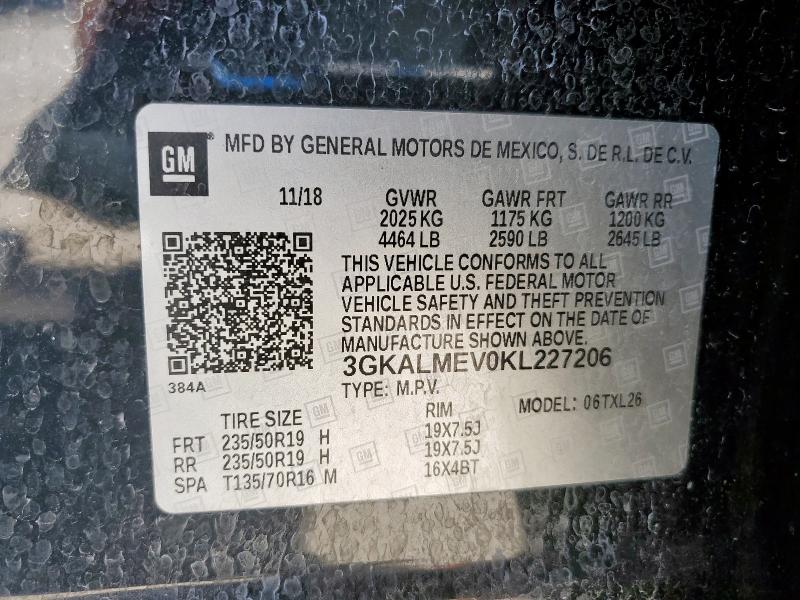 GM® MFD BY GENERAL MOTORS DE MEXICO, S. DE R.L. DE C.V.
11/18 GVWR GAWR FRT GAWR RR
2025 KG 1175 KG 1200 KG
4464 LB 2590 LB 2645 LB
THIS VEHICLE CONFORMS TO ALL
APPLICABLE U.S. FEDERAL MOTOR
VEHICLE SAFETY AND THEFT PREVENTION
STANDARDS IN EFFECT ON THE DATE OF
MANUFACTURE SHOWN ABOVE.
3GKALMEV0KL227206
384A
TYPE: M.P.V. MODEL: 06TXL26
TIRE SIZE RIM
FRT 235/50R19 H 19X7.5J
RR 235/50R19 H 19X7.5J
SPA T135/70R16 M 16X4BT